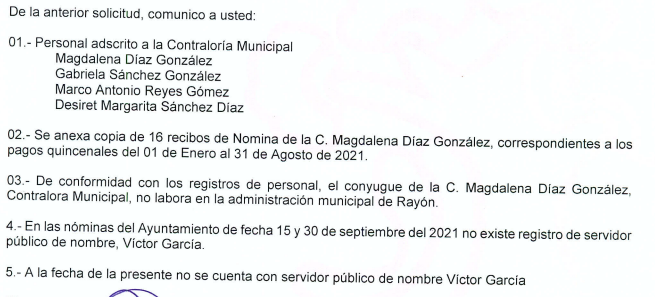 De la anterior solicitud, comunico a usted:
01.- Personal adscrito a la Contraloría Municipal
Magdalena Díaz González
Gabriela Sánchez González
Marco Antonio Reyes Gómez
Desiret Margarita Sánchez Díaz
02.- Se anexa copia de 16 recibos de Nomina de la C. Magdalena Díaz González, correspondientes a los
pagos quincenales del 01 de Enero al 31 de Agosto de 2021.
03.- De conformidad con los registros de personal, el conyugue de la C. Magdalena Díaz González,
Contralora Municipal, no labora en la administración municipal de Rayón.
4.- En las nóminas del Ayuntamiento de fecha 15 y 30 de septiembre del 2021 no existe registro de servidor
público de nombre, Víctor García.
5.- A la fecha de la presente no se cuenta con servidor público de nombre Víctor García